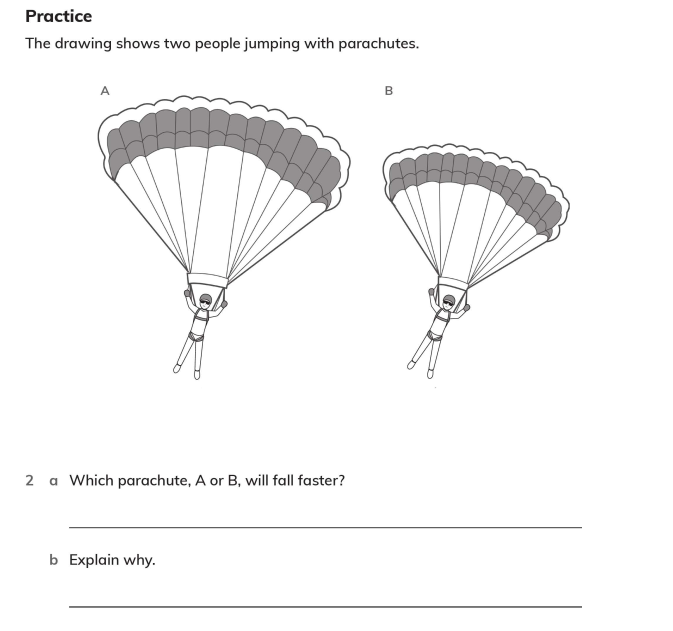 Practice
The drawing shows two people jumping with parachutes.
A
B
2 a Which parachute, A or B, will fall faster?
b Explain why.